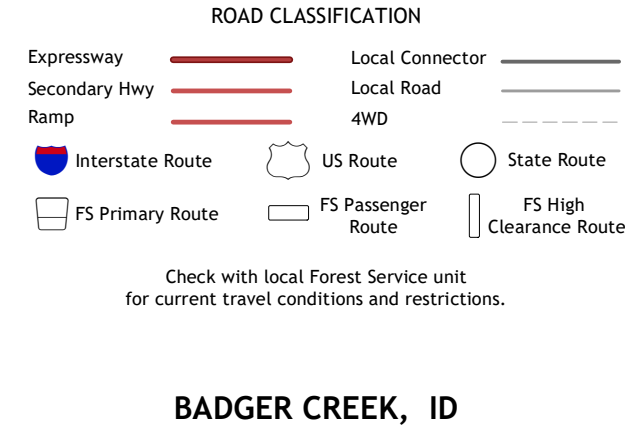 ROAD CLASSIFICATION
Expressway
Local Connector
Secondary Hwy
Local Road
Ramp
4WD
Interstate Route
US Route
State Route
FS Primary Route
FS Passenger
Route
FS High
Clearance Route
Check with local Forest Service unit
for current travel conditions and restrictions.
BADGER CREEK, ID